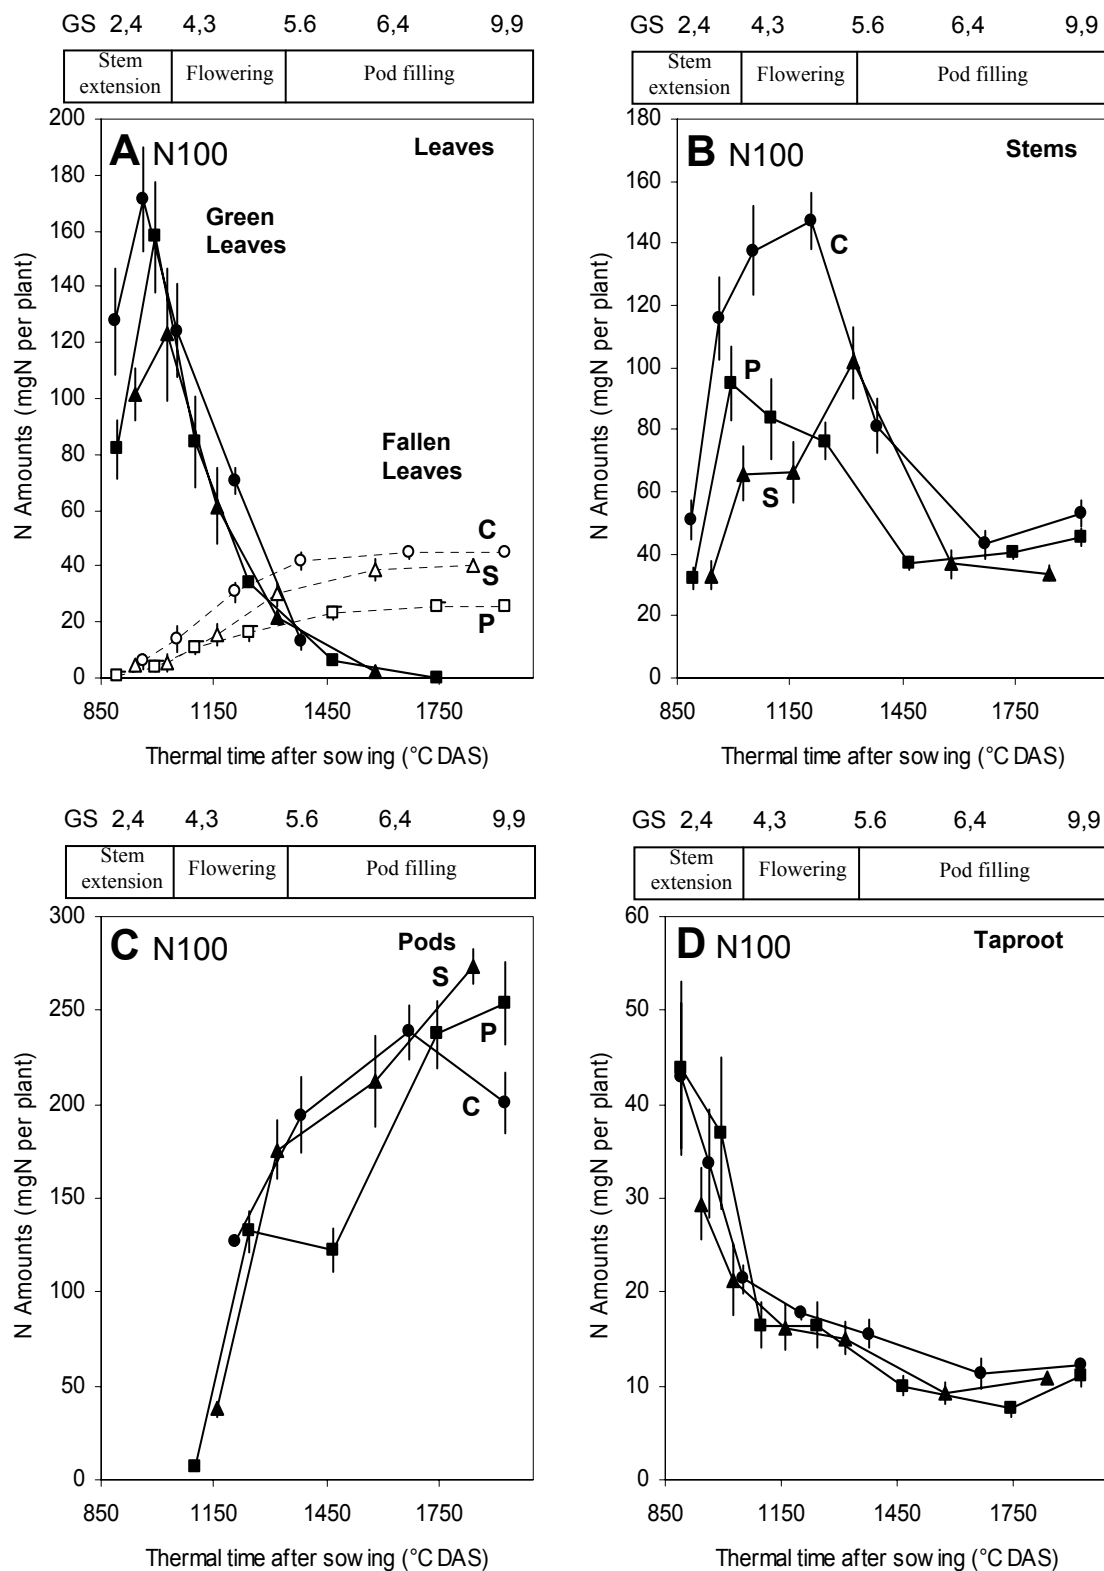 GS 2,4 4,3 5.6 6,4 9,9
Stem extension Flowering Pod filling
A N100 Leaves
Green Leaves
Fallen Leaves
C
S
P
N Amounts (mgN per plant)
200
180
160
140
120
100
80
60
40
20
0
850 1150 1450 1750
Thermal time after sowing (°C DAS)
GS 2,4 4,3 5.6 6,4 9,9
Stem extension Flowering Pod filling
B N100 Stems
C
P
S
N Amounts (mgN per plant)
180
160
140
120
100
80
60
40
20
0
850 1150 1450 1750
Thermal time after sowing (°C DAS)
GS 2,4 4,3 5.6 6,4 9,9
Stem extension Flowering Pod filling
C N100 Pods
S
P
C
N Amounts (mgN per plant)
300
250
200
150
100
50
0
850 1150 1450 1750
Thermal time after sowing (°C DAS)
GS 2,4 4,3 5.6 6,4 9,9
Stem extension Flowering Pod filling
D N100 Taproot
N Amounts (mgN per plant)
60
50
40
30
20
10
0
850 1150 1450 1750
Thermal time after sowing (°C DAS)